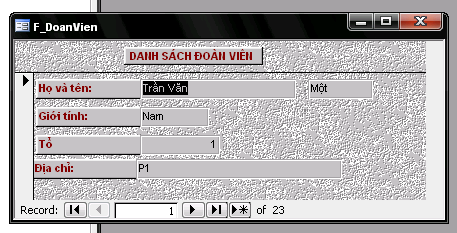 F_DoanVien
DANH SÁCH ĐOÀN VIÊN
Họ và tên: Trần Văn Một
Giới tính: Nam
Tổ 1
Địa chỉ: P1
Record: 1 of 23